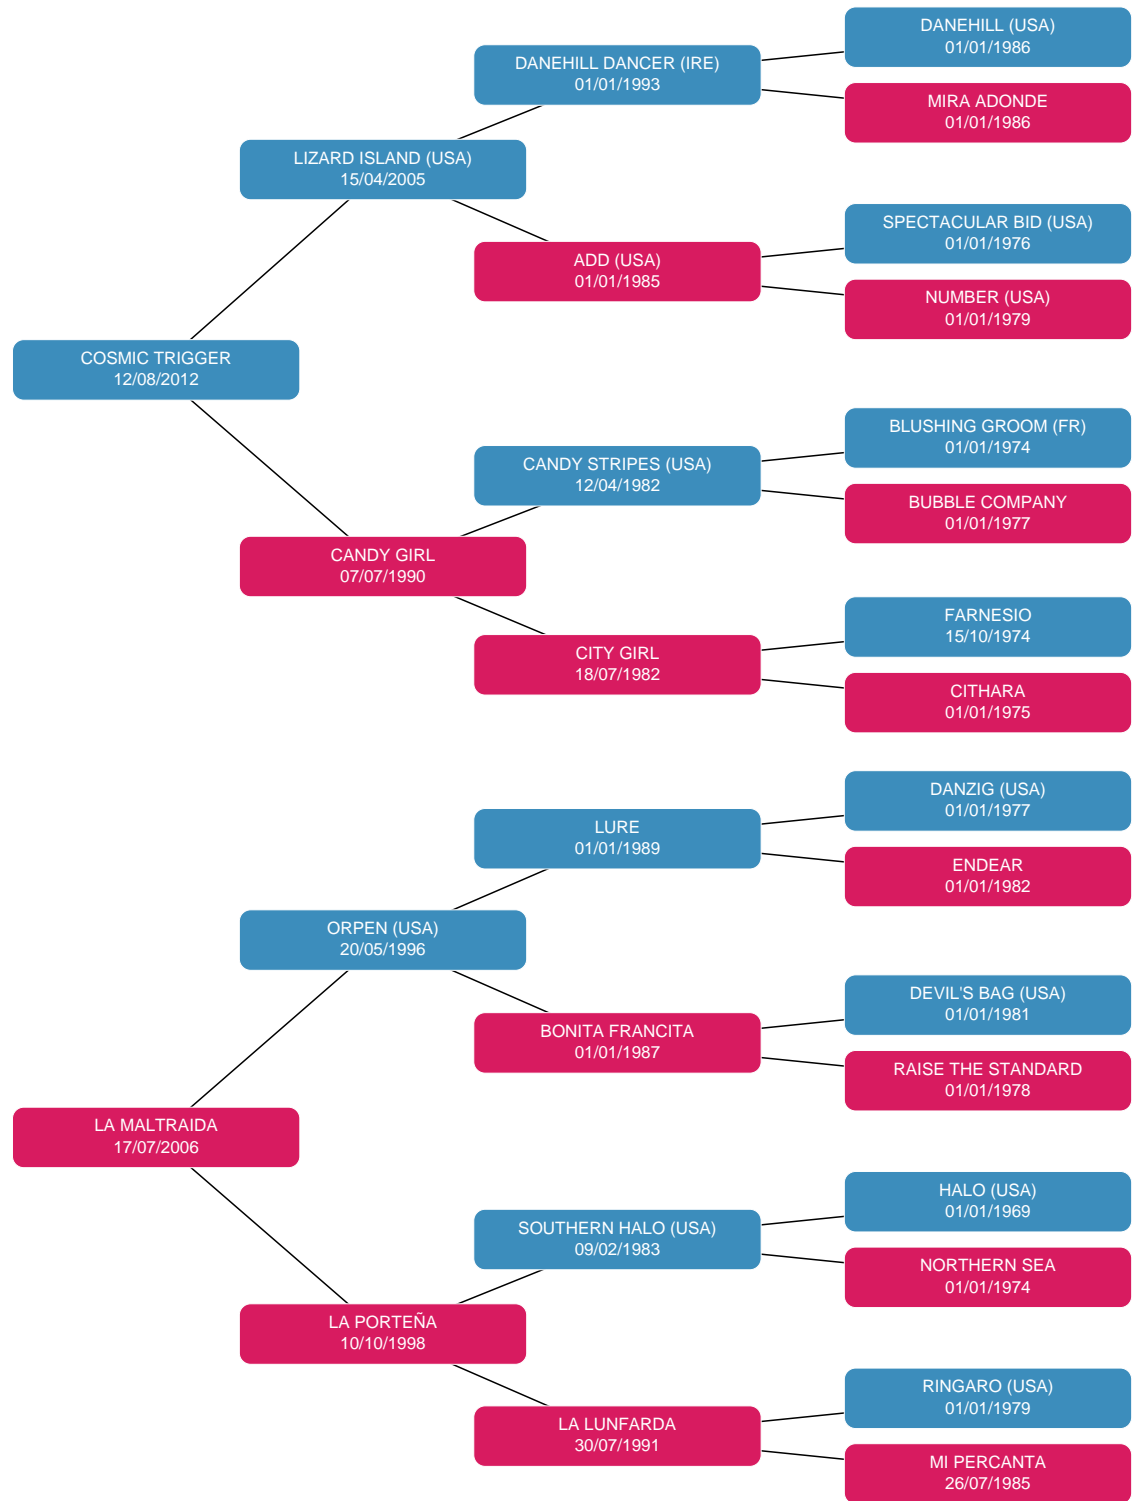 DANEHILL (USA)
01/01/1986
DANEHILL DANCER (IRE)
01/01/1993
MIRA ADONDE
01/01/1986
LIZARD ISLAND (USA)
15/04/2005
SPECTACULAR BID (USA)
01/01/1976
ADD (USA)
01/01/1985
NUMBER (USA)
01/01/1979
COSMIC TRIGGER
12/08/2012
BLUSHING GROOM (FR)
01/01/1974
CANDY STRIPES (USA)
12/04/1982
BUBBLE COMPANY
01/01/1977
CANDY GIRL
07/07/1990
FARNESIO
15/10/1974
CITY GIRL
18/07/1982
CITHARA
01/01/1975
DANZIG (USA)
01/01/1977
LURE
01/01/1989
ENDEAR
01/01/1982
ORPEN (USA)
20/05/1996
DEVIL'S BAG (USA)
01/01/1981
BONITA FRANCITA
01/01/1987
RAISE THE STANDARD
01/01/1978
LA MALTRAIDA
17/07/2006
HALO (USA)
01/01/1969
SOUTHERN HALO (USA)
09/02/1983
NORTHERN SEA
01/01/1974
LA PORTEÑA
10/10/1998
RINGARO (USA)
01/01/1979
LA LUNFARDA
30/07/1991
MI PERCANTA
26/07/1985